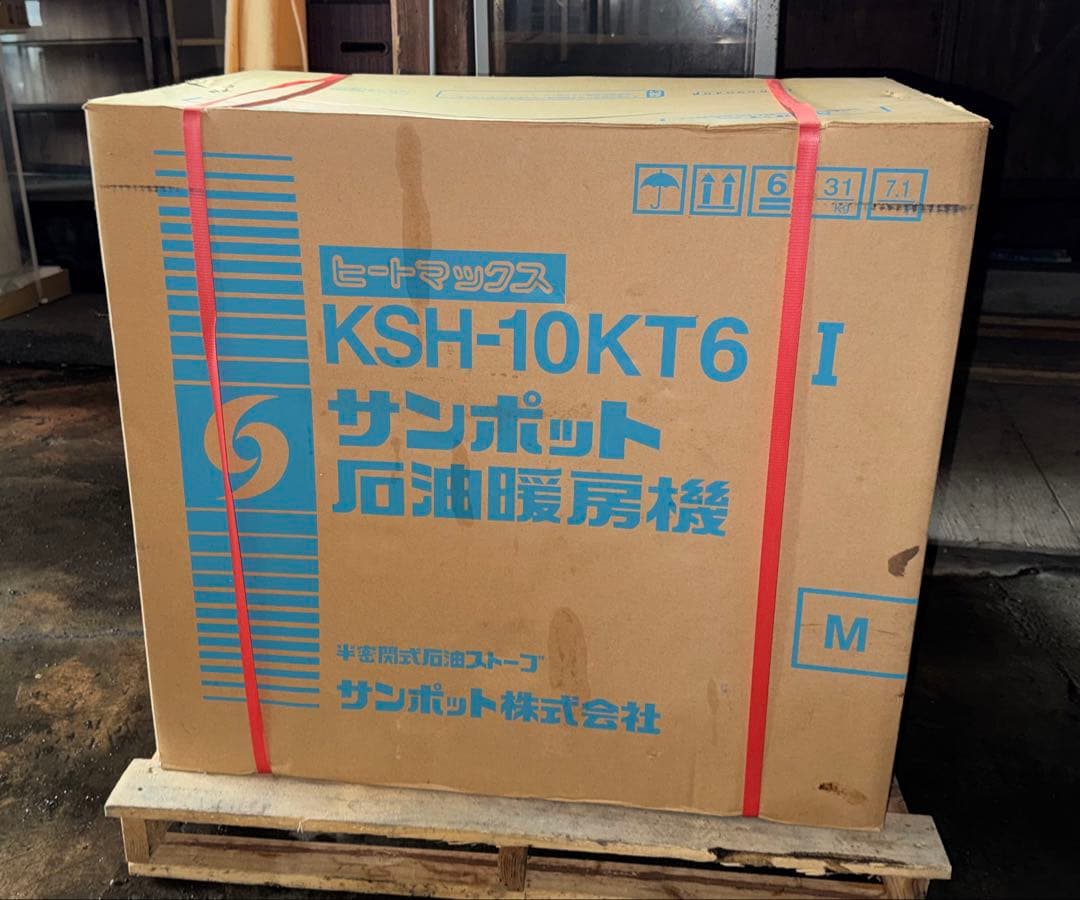 6 31 7.1
KG
ヒートマックス
KSH-10KT6 I
サンポット
石油暖房機
M
半密閉式石油ストーブ
サンポット株式会社